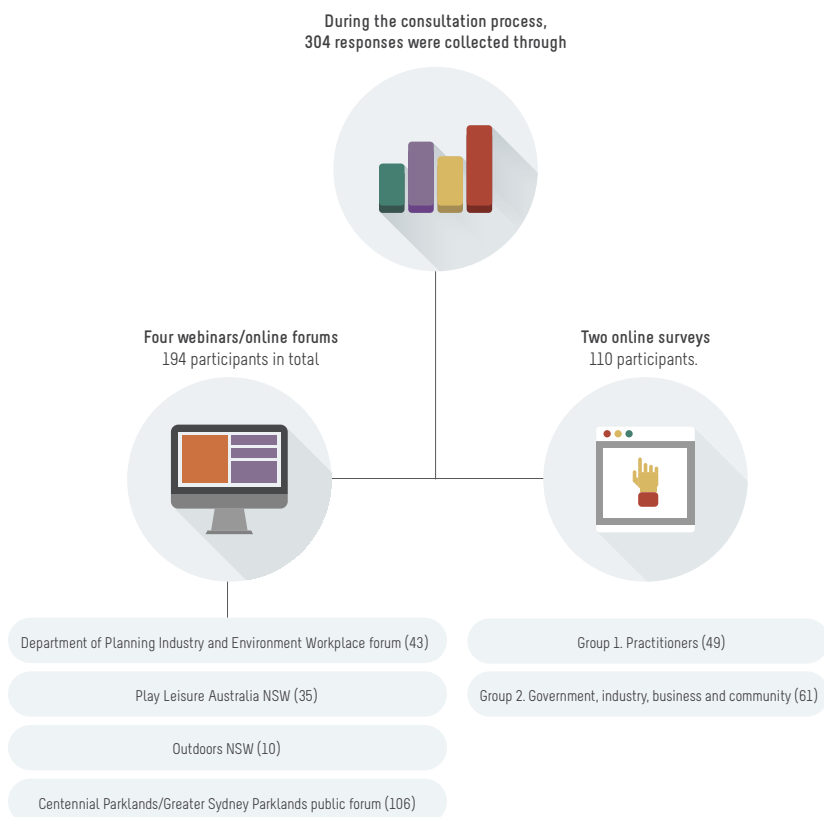 During the consultation process,
304 responses were collected through
Four webinars/online forums
194 participants in total
Two online surveys
110 participants.
Department of Planning Industry and Environment Workplace forum (43)
Play Leisure Australia NSW (35)
Outdoors NSW (10)
Centennial Parklands/Greater Sydney Parklands public forum (106)
Group 1. Practitioners (49)
Group 2. Government, industry, business and community (61)